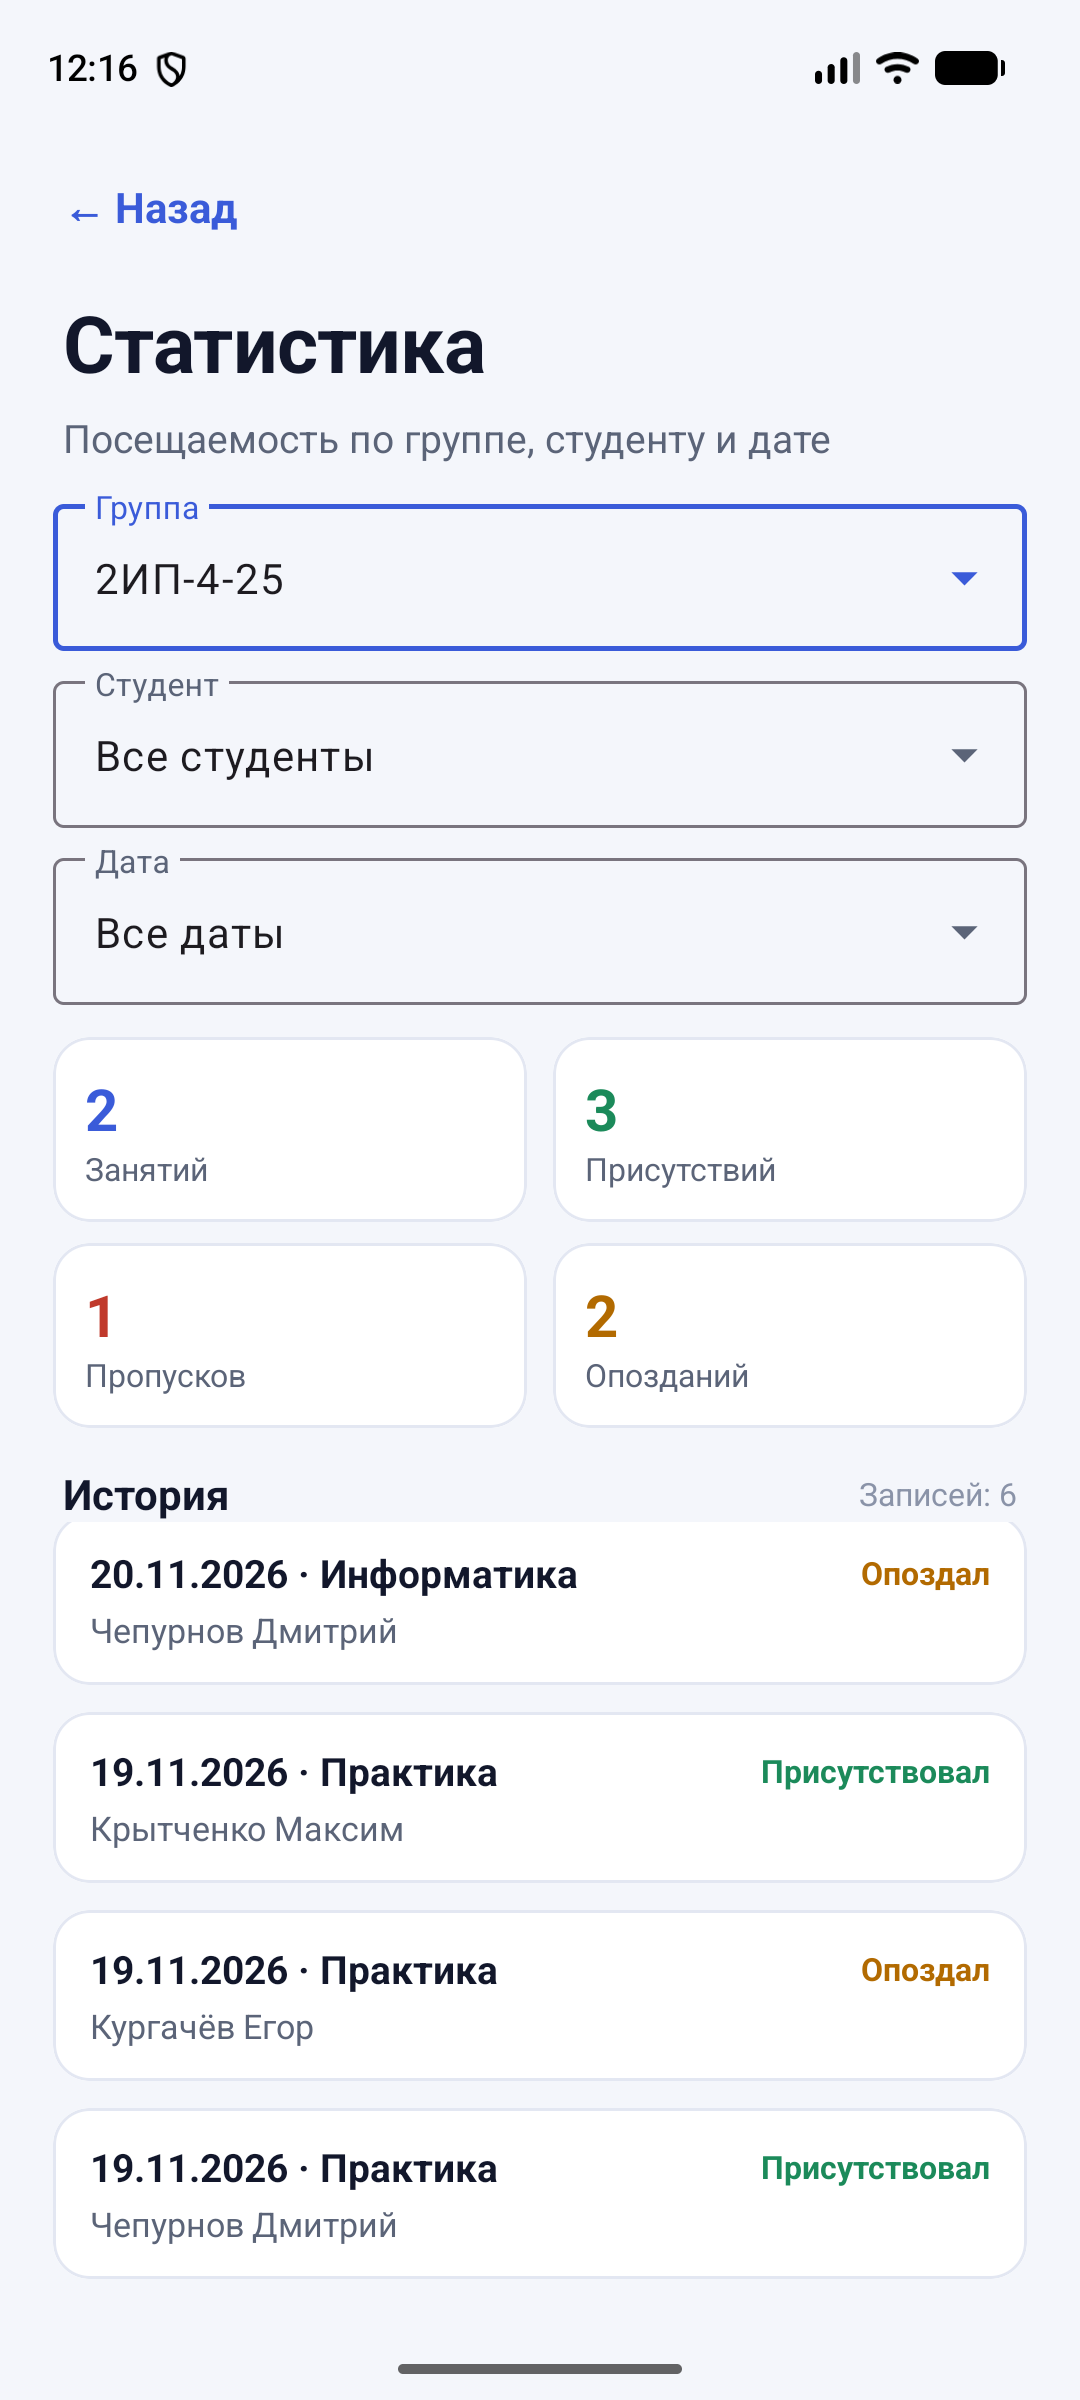 12:16
← Назад
Статистика
Посещаемость по группе, студенту и дате
Группа
2ИП-4-25
Студент
Все студенты
Дата
Все даты
2
Занятий
3
Присутствий
1
Пропусков
2
Опозданий
История
Записей: 6
20.11.2026 · Информатика
Опоздал
Чепурнов Дмитрий
19.11.2026 · Практика
Присутствовал
Крытченко Максим
19.11.2026 · Практика
Опоздал
Кургачёв Егор
19.11.2026 · Практика
Присутствовал
Чепурнов Дмитрий